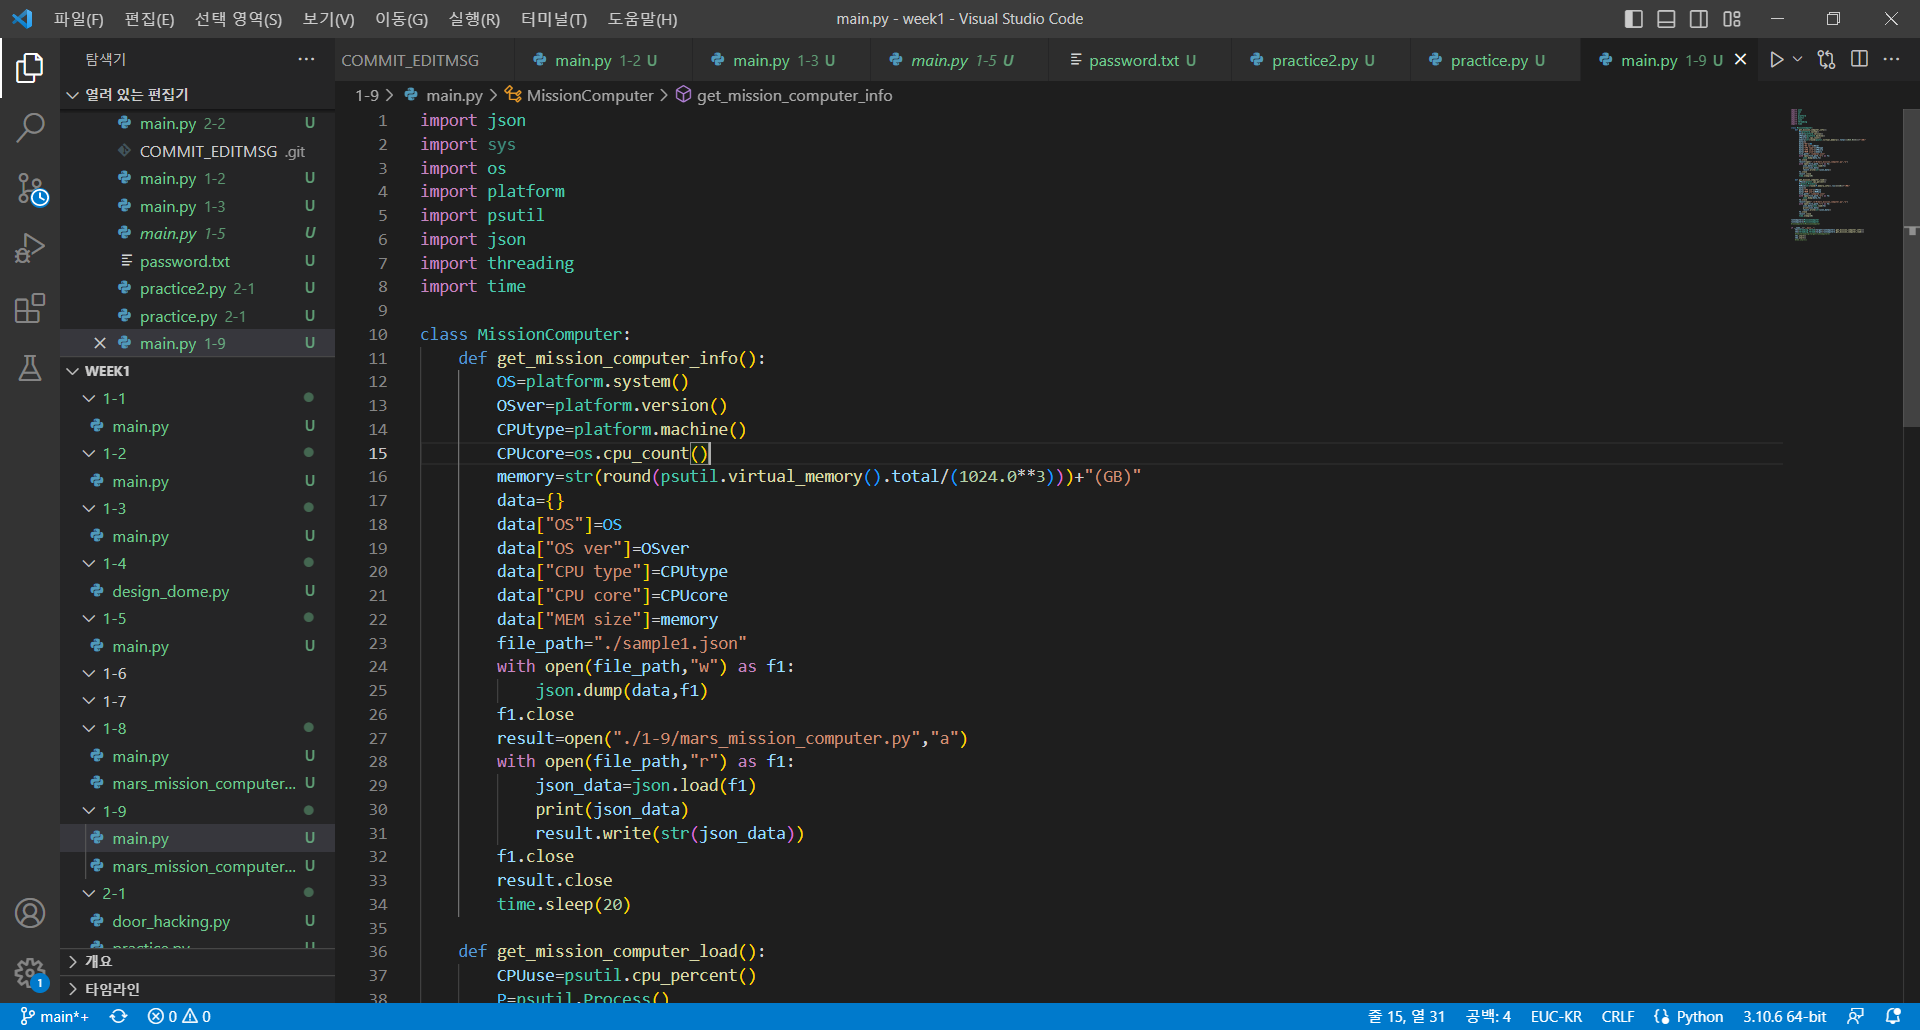 파일(F) 편집(E) 선택 영역(S) 보기(V) 이동(G) 실행(R) 터미널(T) 도움말(H) main.py - week1 - Visual Studio Code
탐색기 ···
COMMIT_EDITMSG main.py 1-2 U main.py 1-3 U main.py 1-5 U password.txt U practice2.py U practice.py U main.py 1-9 U
열려 있는 편집기
main.py 2-2 U
COMMIT_EDITMSG .git
main.py 1-2 U
main.py 1-3 U
main.py 1-5 U
password.txt U
practice2.py 2-1 U
practice.py 2-1 U
main.py 1-9 U
WEEK1
1-1
main.py U
1-2
main.py U
1-3
main.py U
1-4
design_dome.py U
1-5
main.py U
1-6
1-7
1-8
main.py U
mars_mission_computer... U
1-9
main.py U
mars_mission_computer... U
2-1
door_hacking.py U
practice.py U
개요
타임라인
1-9 > main.py > MissionComputer > get_mission_computer_info
1 import json
2 import sys
3 import os
4 import platform
5 import psutil
6 import json
7 import threading
8 import time
9
10 class MissionComputer:
11 def get_mission_computer_info():
12 OS=platform.system()
13 OSver=platform.version()
14 CPUtype=platform.machine()
15 CPUcore=os.cpu_count()
16 memory=str(round(psutil.virtual_memory().total/(1024.0**3)))+"(GB)"
17 data={}
18 data["OS"]=OS
19 data["OS ver"]=OSver
20 data["CPU type"]=CPUtype
21 data["CPU core"]=CPUcore
22 data["MEM size"]=memory
23 file_path="./sample1.json"
24 with open(file_path,"w") as f1:
25 json.dump(data,f1)
26 f1.close
27 result=open("./1-9/mars_mission_computer.py","a")
28 with open(file_path,"r") as f1:
29 json_data=json.load(f1)
30 print(json_data)
31 result.write(str(json_data))
32 f1.close
33 result.close
34 time.sleep(20)
35
36 def get_mission_computer_load():
37 CPUuse=psutil.cpu_percent()
38 P=psutil.Process()
1
main*+ 0 0 줄 15, 열 31 공백: 4 EUC-KR CRLF Python 3.10.6 64-bit